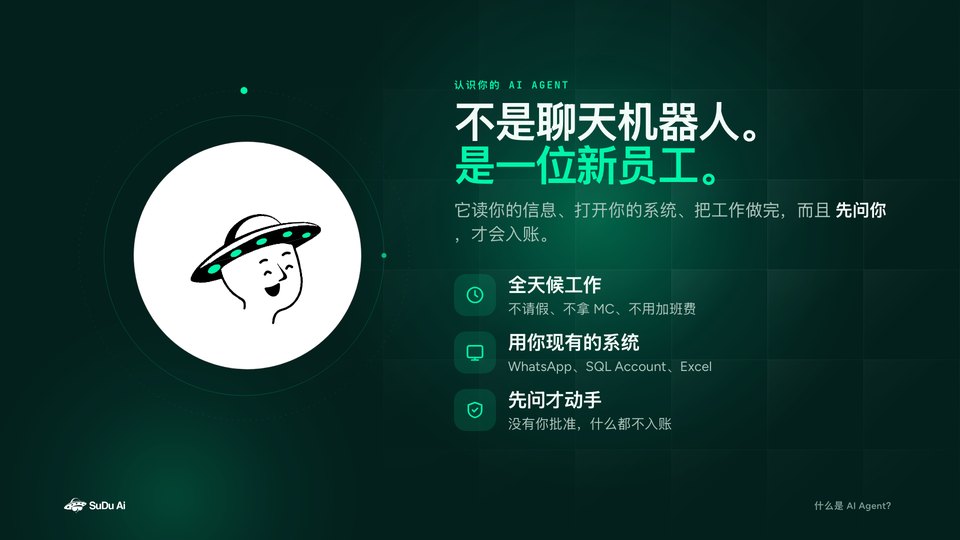 认识你的 AI AGENT
不是聊天机器人。
是一位新员工。
它读你的信息、打开你的系统、把工作做完，而且 先问你
，才会入账。
全天候工作
不请假、不拿 MC、不用加班费
用你现有的系统
WhatsApp、SQL Account、Excel
先问才动手
没有你批准，什么都不入账
SuDu Ai
什么是 AI Agent?